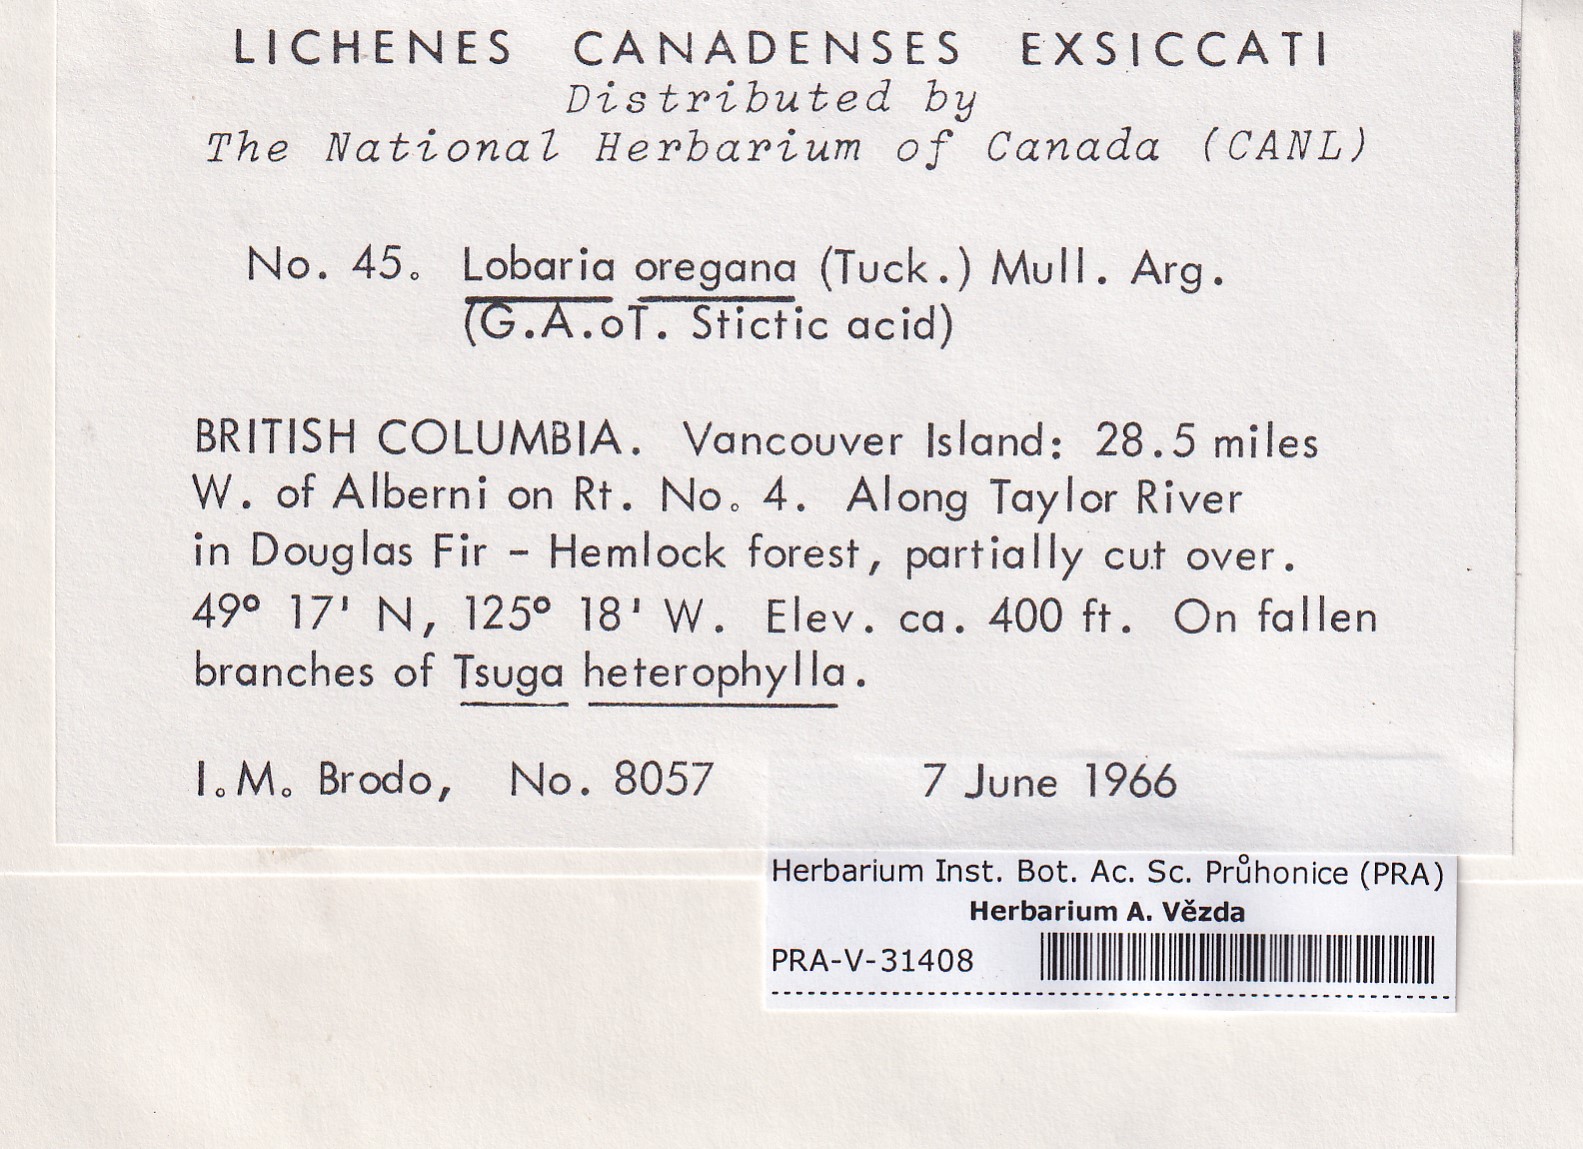 LICHENES CANADENSES EXSICCATI
Distributed by
The National Herbarium of Canada (CANL)
No. 45. Lobaria oregana (Tuck.) Mull. Arg.
(G.A.oT. Stictic acid)
BRITISH COLUMBIA. Vancouver Island: 28.5 miles
W. of Alberni on Rt. No. 4. Along Taylor River
in Douglas Fir - Hemlock forest, partially cut over.
49° 17' N, 125° 18' W. Elev. ca. 400 ft. On fallen
branches of Tsuga heterophylla.
I.M. Brodo, No. 8057 7 June 1966
Herbarium Inst. Bot. Ac. Sc. Průhonice (PRA)
Herbarium A. Vězda
PRA-V-31408